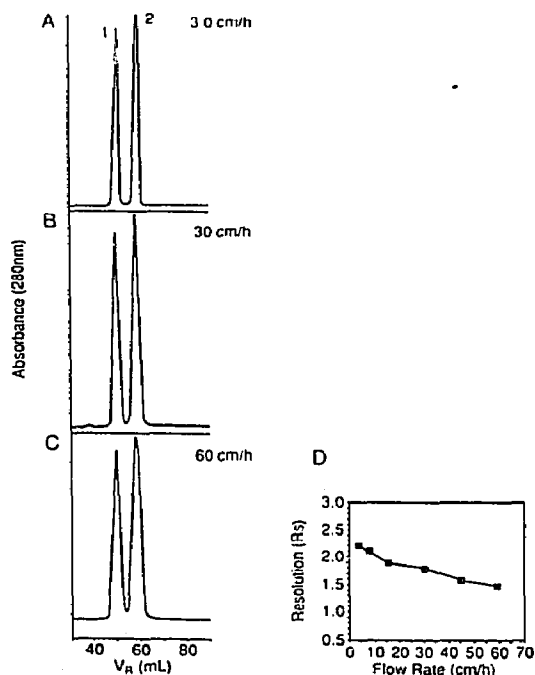 A
1
2
3.0 cm/h
B
30 cm/h
Absorbance (280nm)
C
60 cm/h
40
60
80
V_R (mL)
D
Resolution (Rs)
3.0
2.5
2.0
1.5
1.0
0.5
0 10 20 30 40 50 60 70
Flow Rate (cm/h)